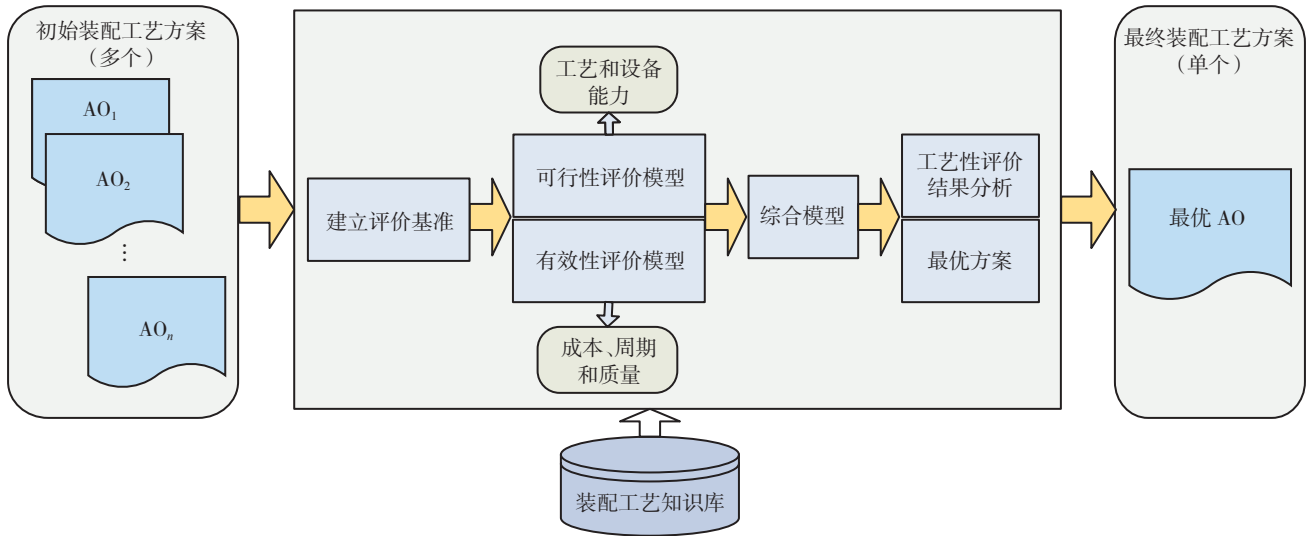 初始装配工艺方案
（多个）
AO₁
AO₂
⋮
AOₙ
建立评价基准
工艺和设备
能力
可行性评价模型
有效性评价模型
成本、周期
和质量
综合模型
工艺性评价
结果分析
最优方案
最终装配工艺方案
（单个）
最优 AO
装配工艺知识库